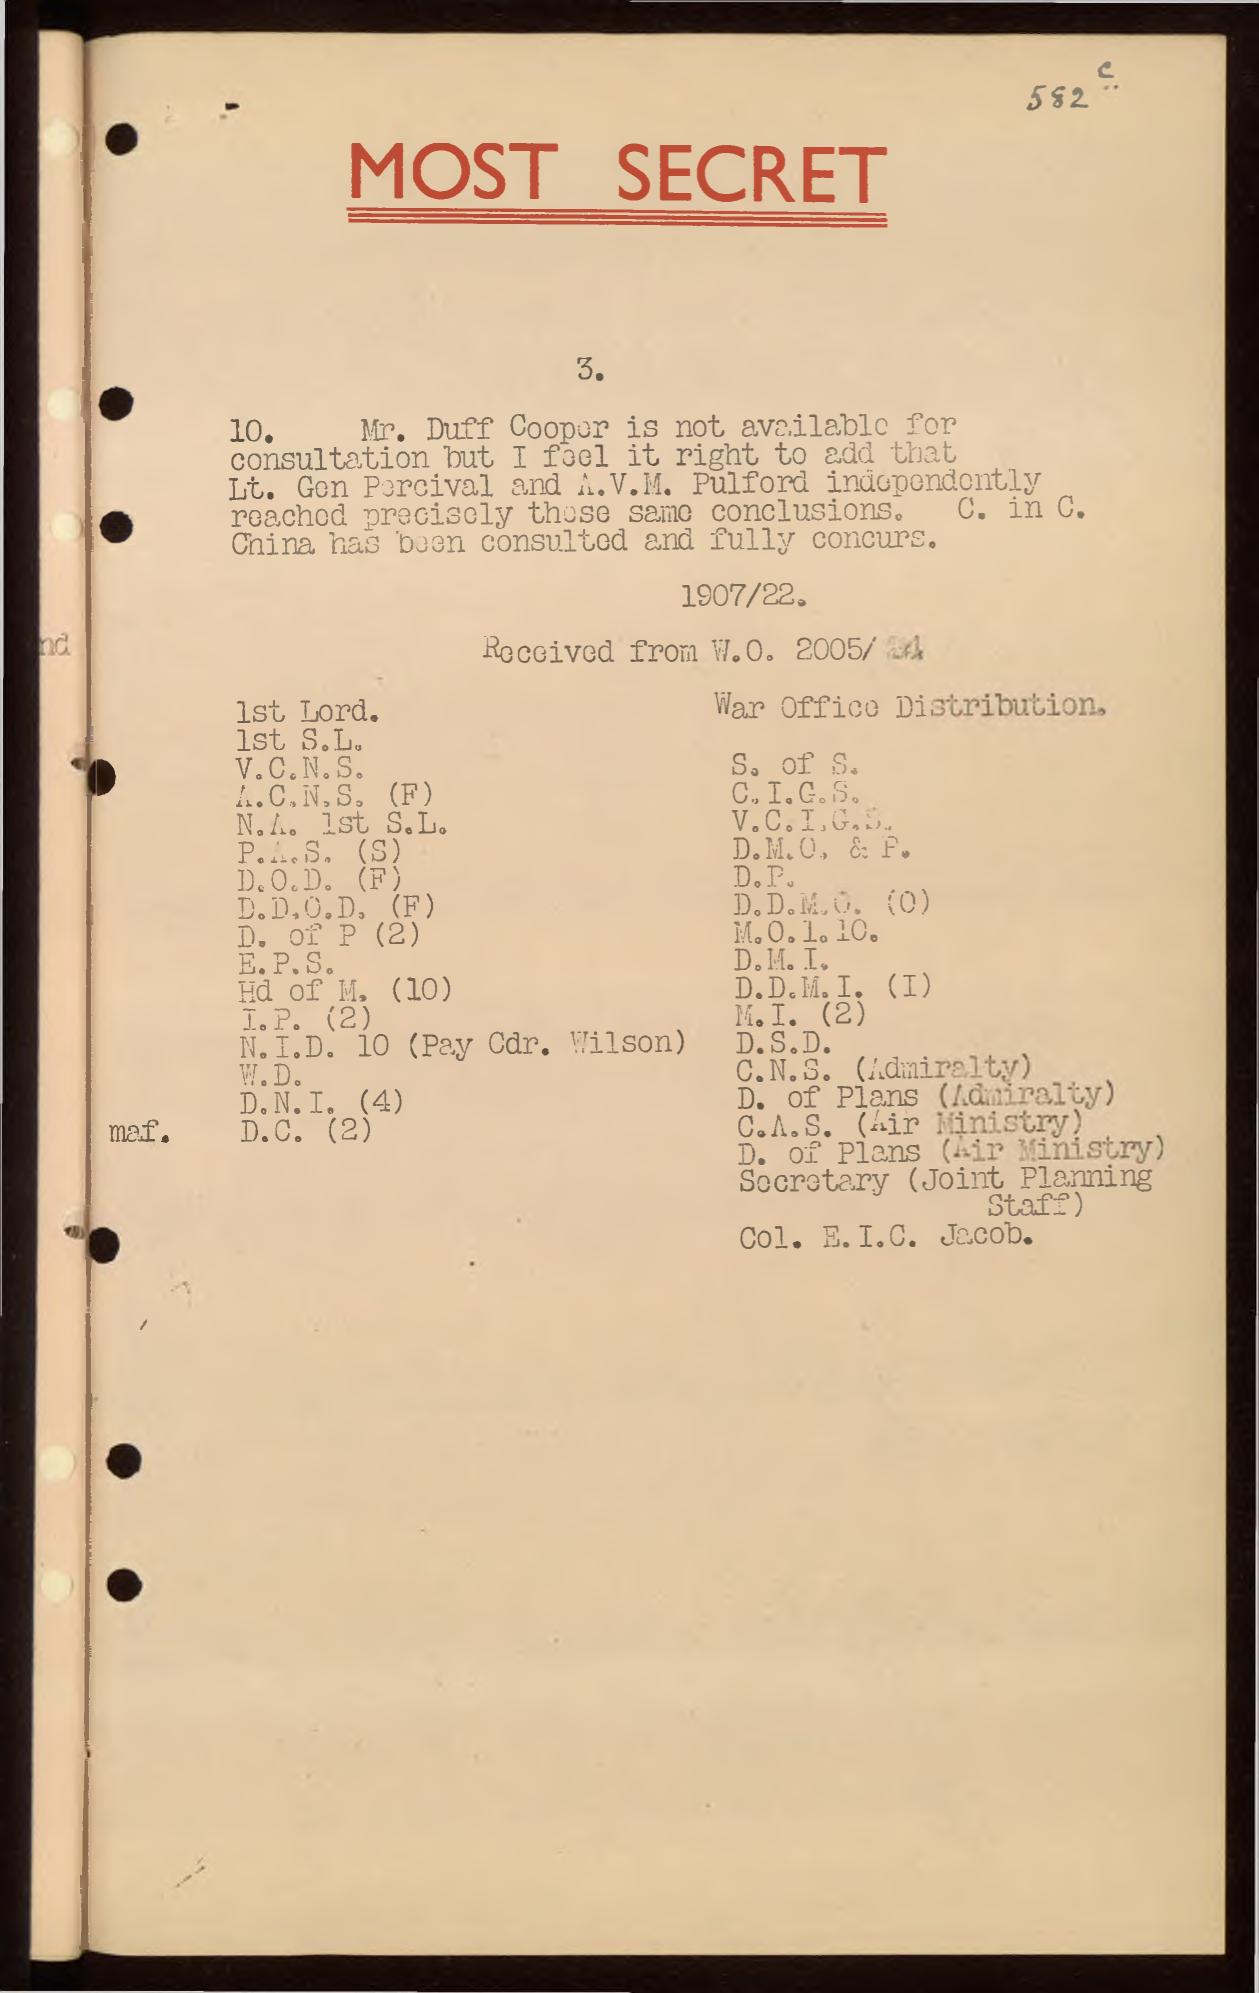 582 c
MOST SECRET
3.
10. Mr. Duff Cooper is not available for
consultation but I feel it right to add that
Lt. Gen Percival and A.V.M. Pulford independently
reached precisely these same conclusions. C. in C.
China has been consulted and fully concurs.
1907/22.
nd
Received from W.O. 2005/
1st Lord.
1st S.L.
V.C.N.S.
A.C.N.S. (F)
N.A. 1st S.L.
P.A.S. (S)
D.O.D. (F)
D.D.O.D. (F)
D. of P (2)
E.P.S.
Hd of M. (10)
I.P. (2)
N.I.D. 10 (Pay Cdr. Wilson)
W.D.
D.N.I. (4)
maf. D.C. (2)
War Office Distribution.
S. of S.
C.I.G.S.
V.C.I.G.S.
D.M.O. & P.
D.P.
D.D.M.O. (O)
M.O.1.10.
D.M.I.
D.D.M.I. (I)
M.I. (2)
D.S.D.
C.N.S. (Admiralty)
D. of Plans (Admiralty)
C.A.S. (Air Ministry)
D. of Plans (Air Ministry)
Secretary (Joint Planning
Staff)
Col. E.I.C. Jacob.